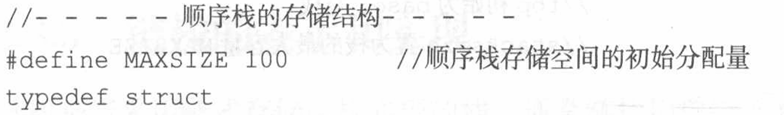 //- - - - - 顺序栈的存储结构- - - - -
#define MAXSIZE 100 //顺序栈存储空间的初始分配量
typedef struct